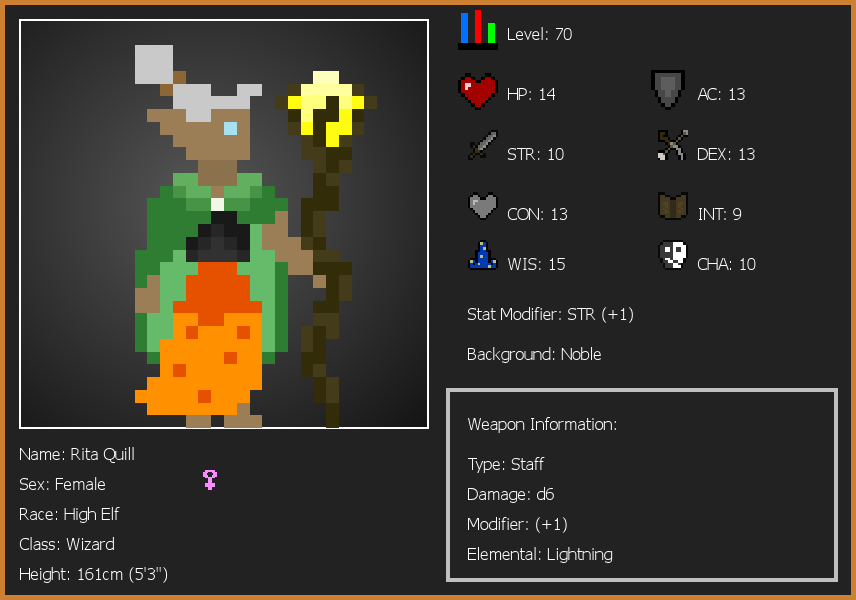 Level: 70
HP: 14
AC: 13
STR: 10
DEX: 13
CON: 13
INT: 9
WIS: 15
CHA: 10
Stat Modifier: STR (+1)
Background: Noble
Weapon Information:
Type: Staff
Damage: d6
Modifier: (+1)
Elemental: Lightning
Name: Rita Quill
Sex: Female
Race: High Elf
Class: Wizard
Height: 161cm (5'3")